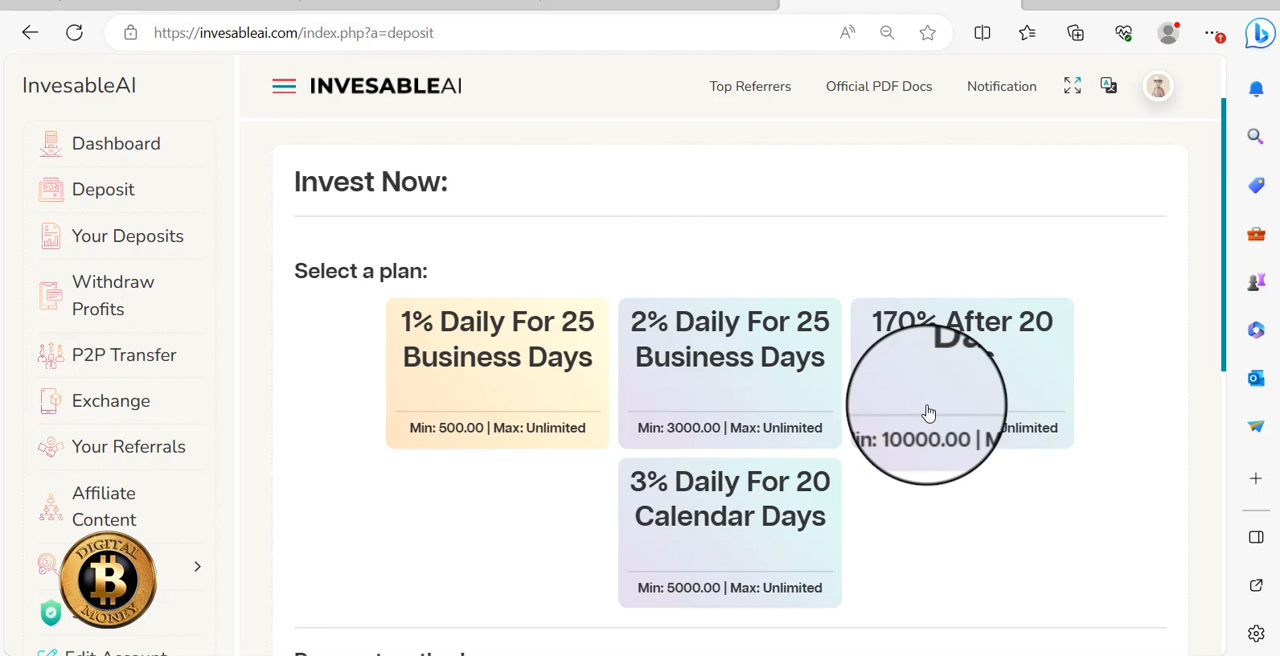 https://invesableai.com/index.php?a=deposit
InvesableAI
INVESABLEAI
Top Referrers
Official PDF Docs
Notification
Dashboard
Deposit
Your Deposits
Withdraw
Profits
P2P Transfer
Exchange
Your Referrals
Affiliate
Content
DIGITAL
MONEY
Invest Now:
Select a plan:
1% Daily For 25
Business Days
Min: 500.00 | Max: Unlimited
2% Daily For 25
Business Days
Min: 3000.00 | Max: Unlimited
170% After 20
10000.00 |
Unlimited
3% Daily For 20
Calendar Days
Min: 5000.00 | Max: Unlimited